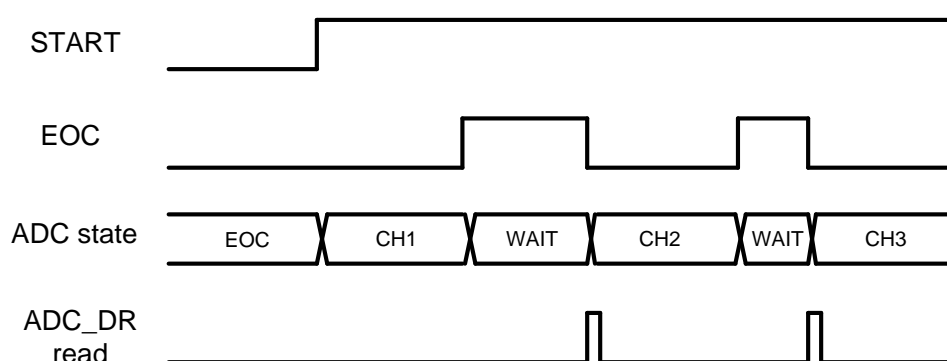 START
EOC
ADC state
EOC CH1 WAIT CH2 WAIT CH3
ADC_DR
read